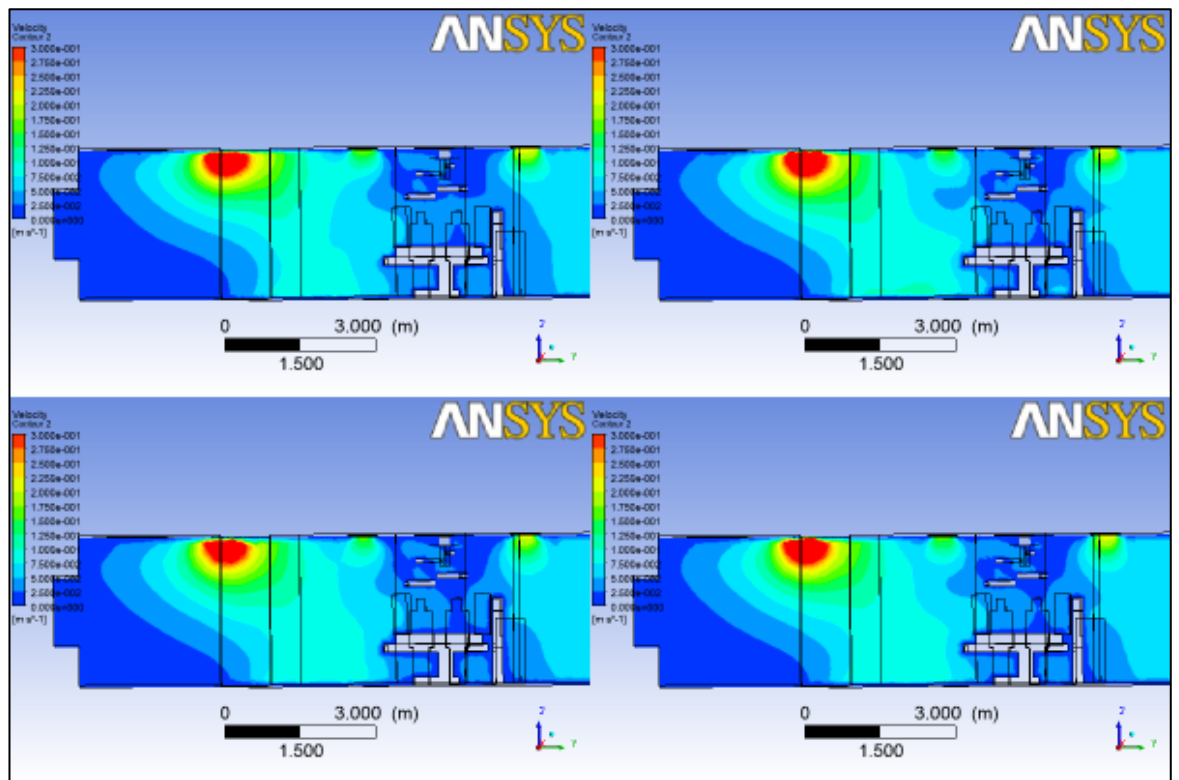 Velocity
Contour 2
ANSYS
3.000e-001
2.750e-001
2.500e-001
2.250e-001
2.000e-001
1.750e-001
1.500e-001
1.250e-001
1.000e-001
7.500e-002
5.000e-002
2.500e-002
0.000e+000
[m s^-1]
0 3.000 (m)
1.500
Z
Y
Velocity
Contour 2
ANSYS
3.000e-001
2.750e-001
2.500e-001
2.250e-001
2.000e-001
1.750e-001
1.500e-001
1.250e-001
1.000e-001
7.500e-002
5.000e-002
2.500e-002
0.000e+000
[m s^-1]
0 3.000 (m)
1.500
Z
Y
Velocity
Contour 2
ANSYS
3.000e-001
2.750e-001
2.500e-001
2.250e-001
2.000e-001
1.750e-001
1.500e-001
1.250e-001
1.000e-001
7.500e-002
5.000e-002
2.500e-002
0.000e+000
[m s^-1]
0 3.000 (m)
1.500
Z
Y
Velocity
Contour 2
ANSYS
3.000e-001
2.750e-001
2.500e-001
2.250e-001
2.000e-001
1.750e-001
1.500e-001
1.250e-001
1.000e-001
7.500e-002
5.000e-002
2.500e-002
0.000e+000
[m s^-1]
0 3.000 (m)
1.500
Z
Y